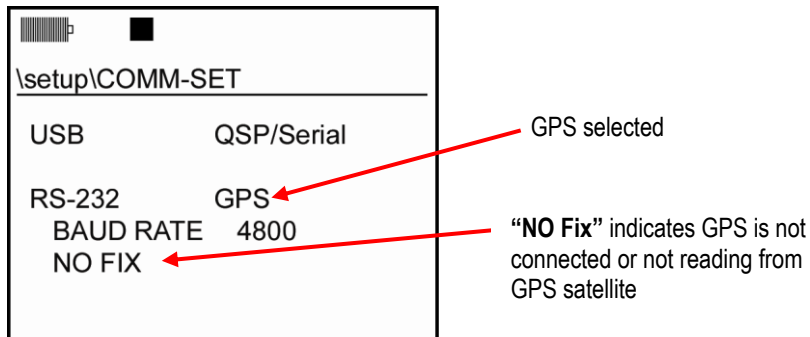 \setup\COMM-SET
USB QSP/Serial
GPS selected
RS-232 GPS
BAUD RATE 4800
NO FIX
“NO Fix” indicates GPS is not
connected or not reading from
GPS satellite